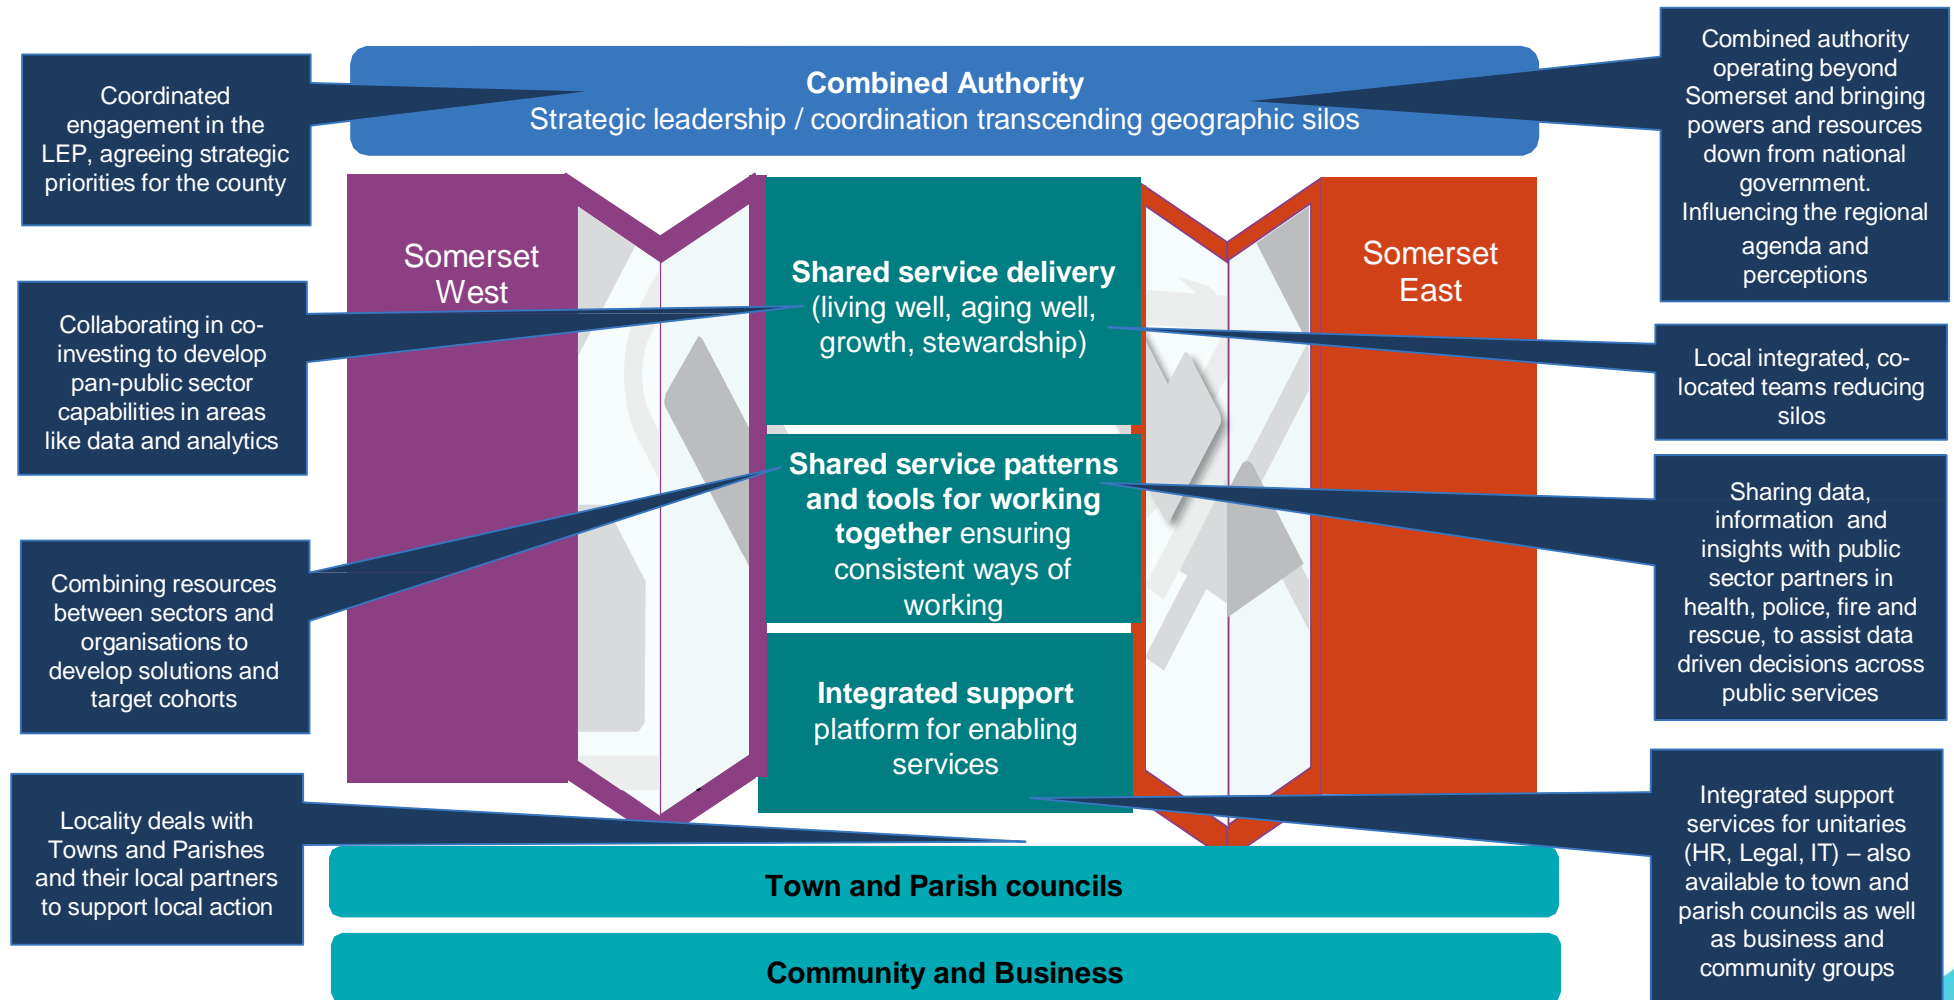 Combined Authority
Strategic leadership / coordination transcending geographic silos
Coordinated
engagement in the
LEP, agreeing strategic
priorities for the county
Collaborating in co-
investing to develop
pan-public sector
capabilities in areas
like data and analytics
Combining resources
between sectors and
organisations to
develop solutions and
target cohorts
Locality deals with
Towns and Parishes
and their local partners
to support local action
Somerset
West
Shared service delivery
(living well, aging well,
growth, stewardship)
Shared service patterns
and tools for working
together ensuring
consistent ways of
working
Integrated support
platform for enabling
services
Somerset
East
Combined authority
operating beyond
Somerset and bringing
powers and resources
down from national
government.
Influencing the regional
agenda and
perceptions
Local integrated, co-
located teams reducing
silos
Sharing data,
information and
insights with public
sector partners in
health, police, fire and
rescue, to assist data
driven decisions across
public services
Integrated support
services for unitaries
(HR, Legal, IT) – also
available to town and
parish councils as well
as business and
community groups
Town and Parish councils
Community and Business